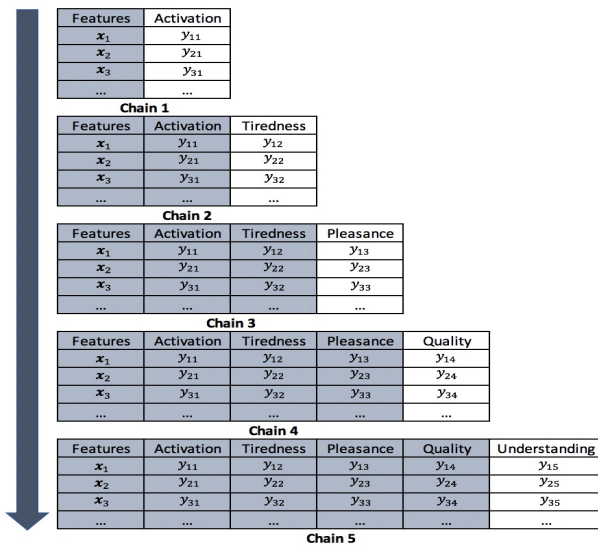 Features Activation
x₁ y₁₁
x₂ y₂₁
x₃ y₃₁
... ...
Chain 1
Features Activation Tiredness
x₁ y₁₁ y₁₂
x₂ y₂₁ y₂₂
x₃ y₃₁ y₃₂
... ... ...
Chain 2
Features Activation Tiredness Pleasance
x₁ y₁₁ y₁₂ y₁₃
x₂ y₂₁ y₂₂ y₂₃
x₃ y₃₁ y₃₂ y₃₃
... ... ... ...
Chain 3
Features Activation Tiredness Pleasance Quality
x₁ y₁₁ y₁₂ y₁₃ y₁₄
x₂ y₂₁ y₂₂ y₂₃ y₂₄
x₃ y₃₁ y₃₂ y₃₃ y₃₄
... ... ... ... ...
Chain 4
Features Activation Tiredness Pleasance Quality Understanding
x₁ y₁₁ y₁₂ y₁₃ y₁₄ y₁₅
x₂ y₂₁ y₂₂ y₂₃ y₂₄ y₂₅
x₃ y₃₁ y₃₂ y₃₃ y₃₄ y₃₅
... ... ... ... ... ...
Chain 5